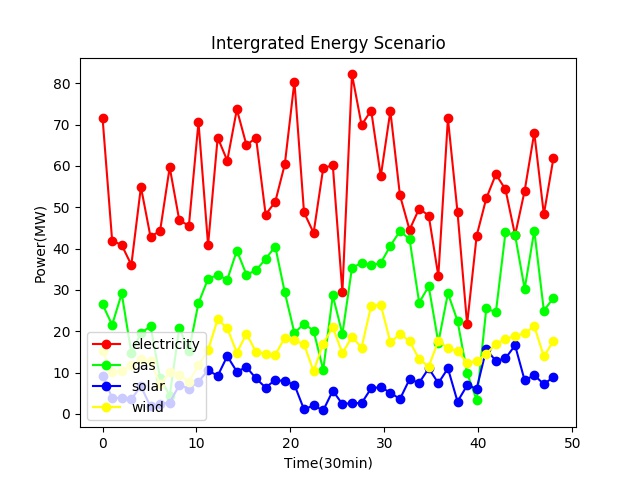 Intergrated Energy Scenario
Power(MW)
80
70
60
50
40
30
20
10
0
electricity
gas
solar
wind
0 10 20 30 40 50
Time(30min)